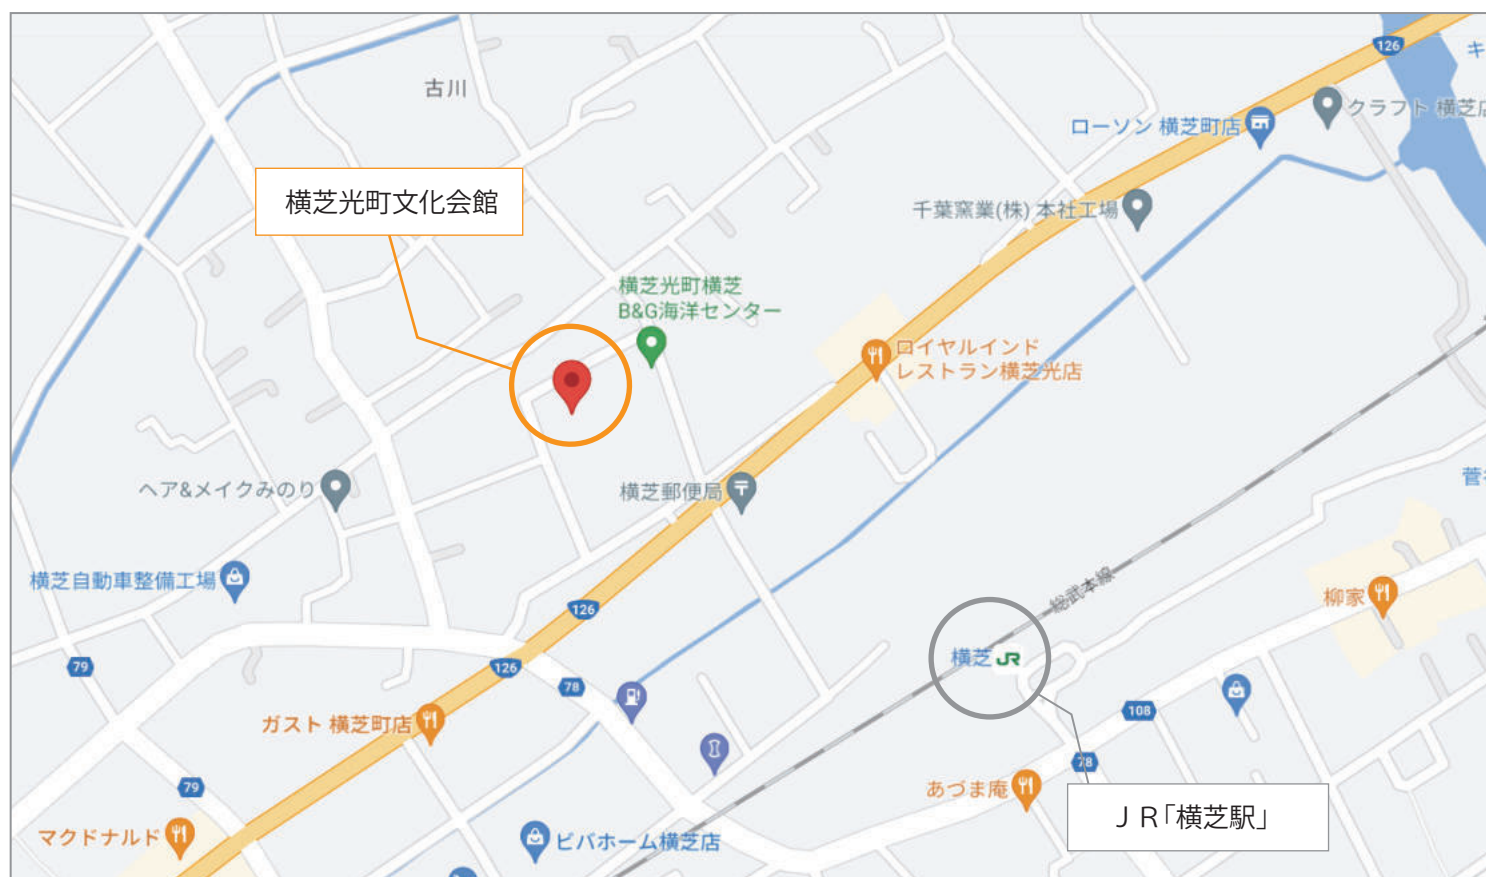 126
キ
古川
クラフト 横芝店
ローソン 横芝町店
横芝光町文化会館
千葉窯業(株) 本社工場
横芝光町横芝
B&G海洋センター
ロイヤルインド
レストラン横芝光店
ヘア&メイクみのり
横芝郵便局
菅谷
横芝自動車整備工場
総武本線
柳家
126
横芝 JR
79
126
78
108
ガスト 横芝町店
78
79
あづま庵
ＪＲ「横芝駅」
マクドナルド
ビバホーム横芝店